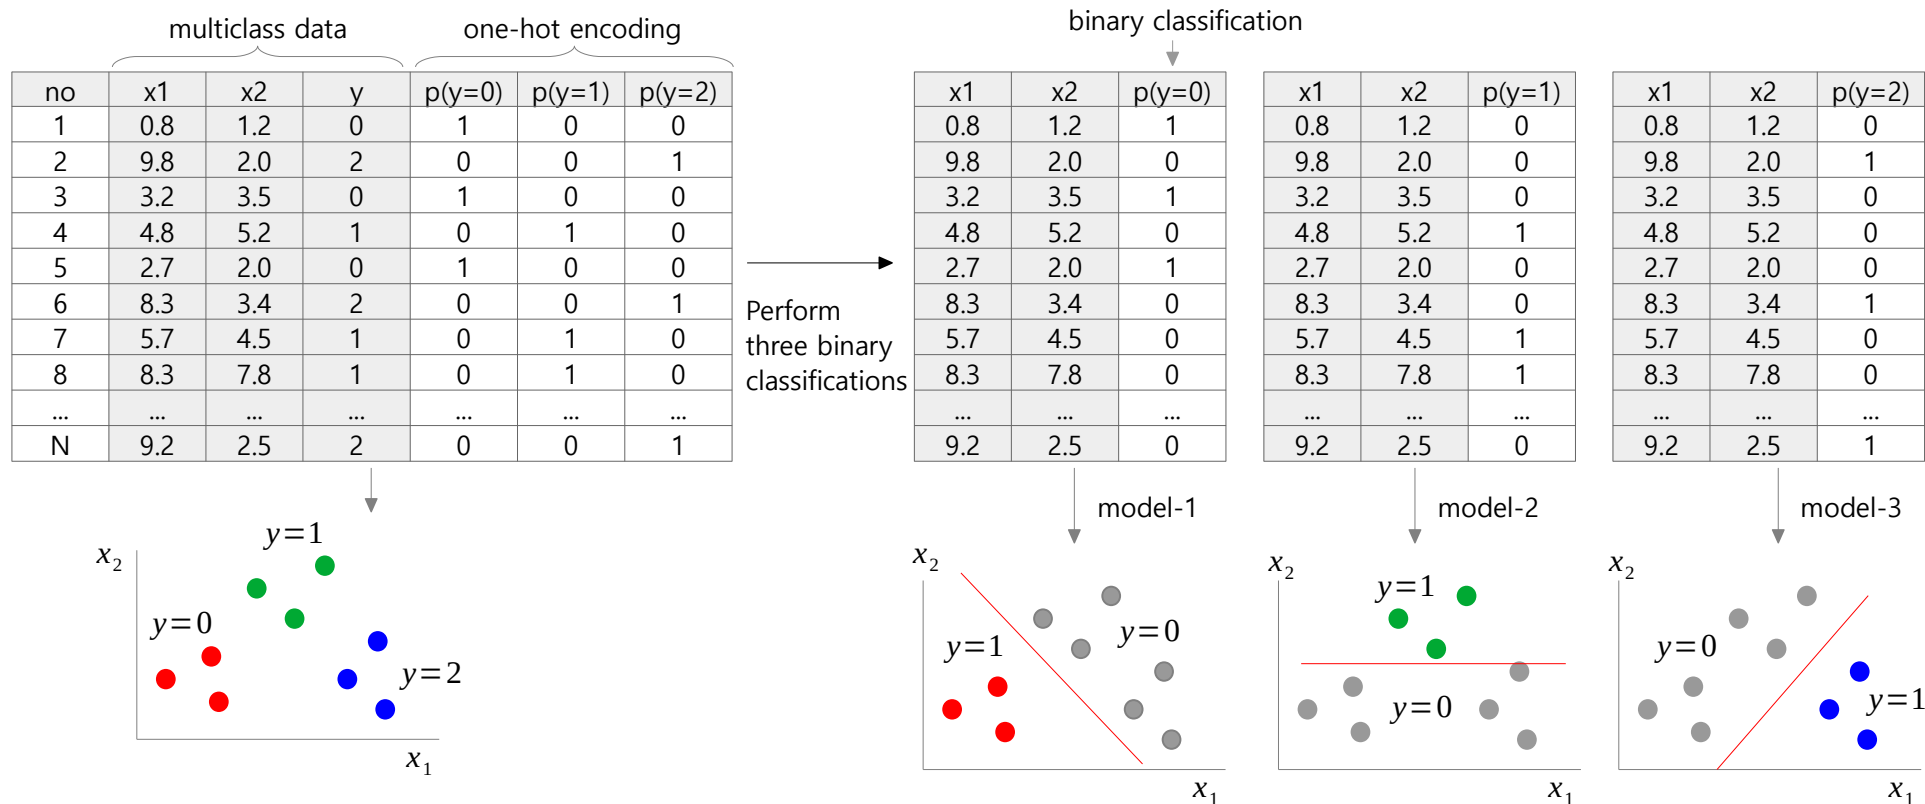 multiclass data one-hot encoding
no x1 x2 y p(y=0) p(y=1) p(y=2)
1 0.8 1.2 0 1 0 0
2 9.8 2.0 2 0 0 1
3 3.2 3.5 0 1 0 0
4 4.8 5.2 1 0 1 0
5 2.7 2.0 0 1 0 0
6 8.3 3.4 2 0 0 1
7 5.7 4.5 1 0 1 0
8 8.3 7.8 1 0 1 0
... ... ... ... ... ... ...
N 9.2 2.5 2 0 0 1
Perform
three binary
classifications
binary classification
x1 x2 p(y=0)
0.8 1.2 1
9.8 2.0 0
3.2 3.5 1
4.8 5.2 0
2.7 2.0 1
8.3 3.4 0
5.7 4.5 0
8.3 7.8 0
... ... ...
9.2 2.5 0
x1 x2 p(y=1)
0.8 1.2 0
9.8 2.0 0
3.2 3.5 0
4.8 5.2 1
2.7 2.0 0
8.3 3.4 0
5.7 4.5 1
8.3 7.8 1
... ... ...
9.2 2.5 0
x1 x2 p(y=2)
0.8 1.2 0
9.8 2.0 1
3.2 3.5 0
4.8 5.2 0
2.7 2.0 0
8.3 3.4 1
5.7 4.5 0
8.3 7.8 0
... ... ...
9.2 2.5 1
y=1
x₂
y=0
y=2
x₁
model-1
x₂
y=0
y=1
x₁
model-2
x₂
y=1
y=0
x₁
model-3
x₂
y=0
y=1
x₁